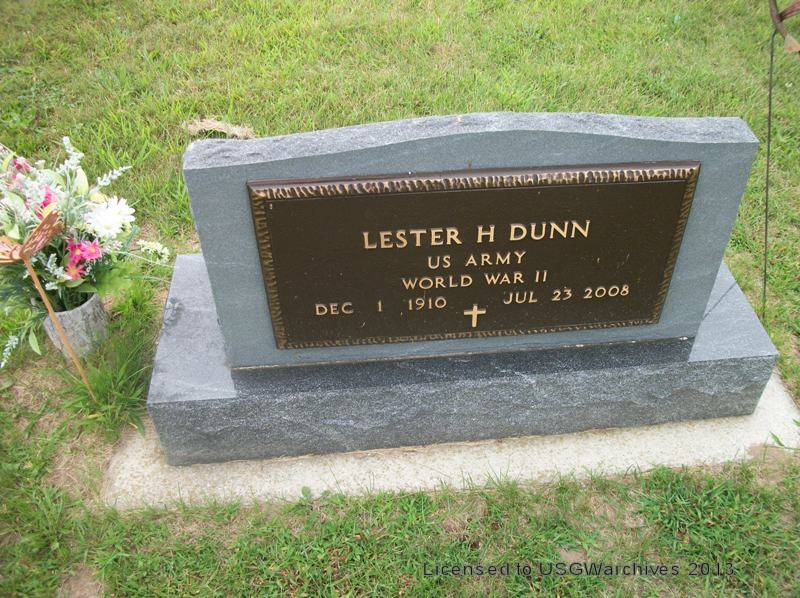 LESTER H DUNN
US ARMY
WORLD WAR II
DEC 1 1910 JUL 23 2008
Licensed to USGWarchives 2013